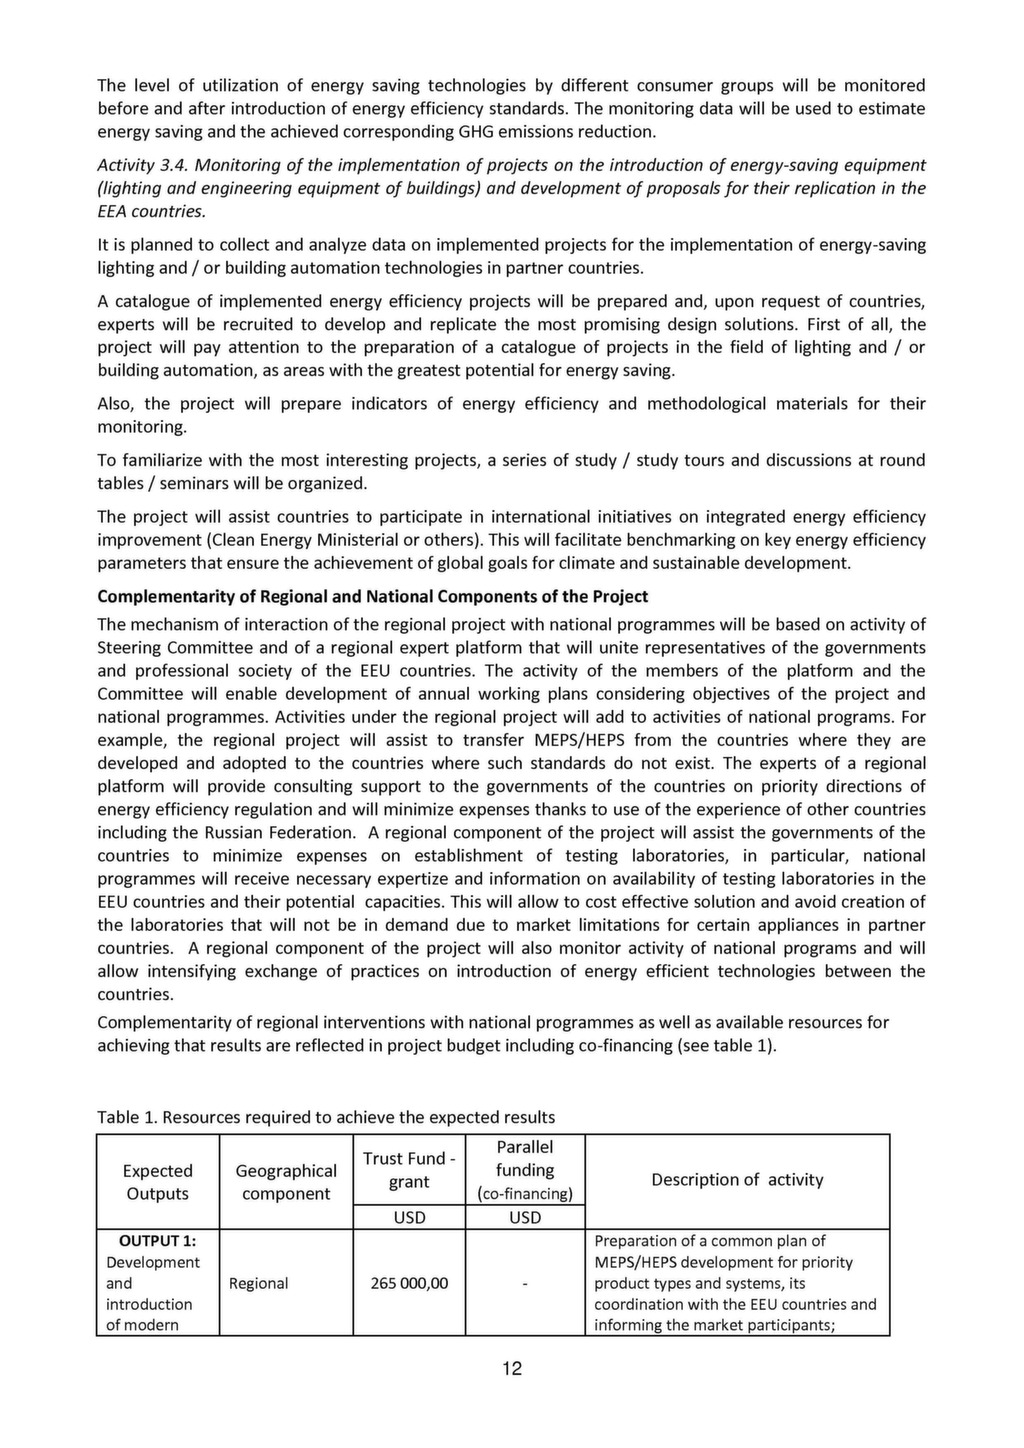 The level of utilization of energy saving technologies by different consumer groups will be monitored
before and after introduction of energy efficiency standards. The monitoring data will be used to estimate
energy saving and the achieved corresponding GHG emissions reduction.
Activity 3.4. Monitoring of the implementation of projects on the introduction of energy-saving equipment
(lighting and engineering equipment of buildings) and development of proposals for their replication in the
EEA countries.
It is planned to collect and analyze data on implemented projects for the implementation of energy-saving
lighting and / or building automation technologies in partner countries.
A catalogue of implemented energy efficiency projects will be prepared and, upon request of countries,
experts will be recruited to develop and replicate the most promising design solutions. First of all, the
project will pay attention to the preparation of a catalogue of projects in the field of lighting and / or
building automation, as areas with the greatest potential for energy saving.
Also, the project will prepare indicators of energy efficiency and methodological materials for their
monitoring.
To familiarize with the most interesting projects, a series of study / study tours and discussions at round
tables / seminars will be organized.
The project will assist countries to participate in international initiatives on integrated energy efficiency
improvement (Clean Energy Ministerial or others). This will facilitate benchmarking on key energy efficiency
parameters that ensure the achievement of global goals for climate and sustainable development.
Complementarity of Regional and National Components of the Project
The mechanism of interaction of the regional project with national programmes will be based on activity of
Steering Committee and of a regional expert platform that will unite representatives of the governments
and professional society of the EEU countries. The activity of the members of the platform and the
Committee will enable development of annual working plans considering objectives of the project and
national programmes. Activities under the regional project will add to activities of national programs. For
example, the regional project will assist to transfer MEPS/HEPS from the countries where they are
developed and adopted to the countries where such standards do not exist. The experts of a regional
platform will provide consulting support to the governments of the countries on priority directions of
energy efficiency regulation and will minimize expenses thanks to use of the experience of other countries
including the Russian Federation. A regional component of the project will assist the governments of the
countries to minimize expenses on establishment of testing laboratories, in particular, national
programmes will receive necessary expertize and information on availability of testing laboratories in the
EEU countries and their potential capacities. This will allow to cost effective solution and avoid creation of
the laboratories that will not be in demand due to market limitations for certain appliances in partner
countries. A regional component of the project will also monitor activity of national programs and will
allow intensifying exchange of practices on introduction of energy efficient technologies between the
countries.
Complementarity of regional interventions with national programmes as well as available resources for
achieving that results are reflected in project budget including co-financing (see table 1).
Table 1. Resources required to achieve the expected results
Expected
Outputs
Geographical
component
Trust Fund -
grant
Parallel
funding
(co-financing)
Description of activity
USD
USD
OUTPUT 1:
Development
and
introduction
of modern
Regional
265 000,00
-
Preparation of a common plan of
MEPS/HEPS development for priority
product types and systems, its
coordination with the EEU countries and
informing the market participants;
12